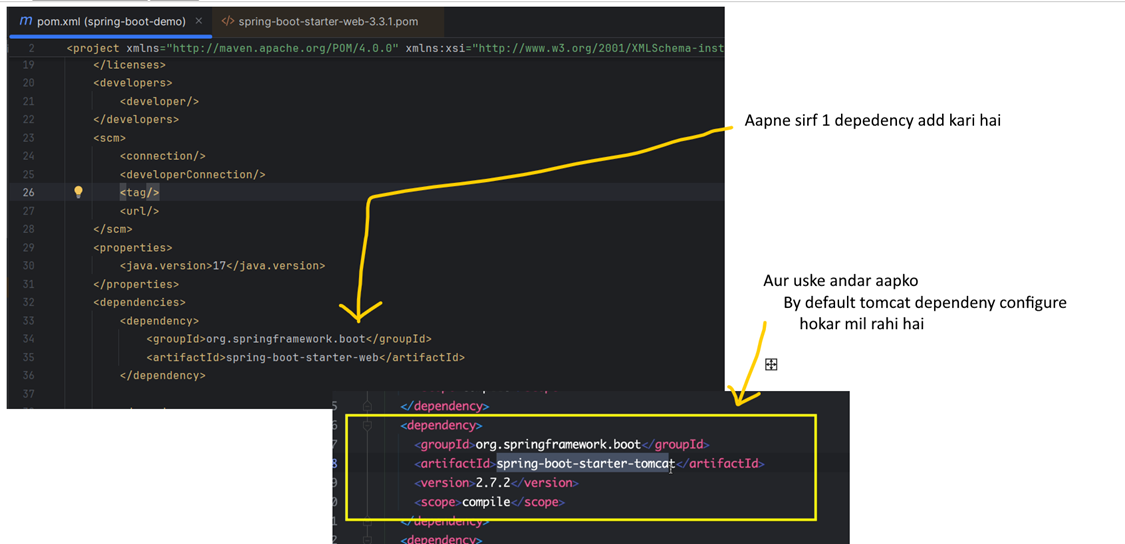 pom.xml (spring-boot-demo)
spring-boot-starter-web-3.3.1.pom
2 <project xmlns="http://maven.apache.org/POM/4.0.0" xmlns:xsi="http://www.w3.org/2001/XMLSchema-inst
19 </licenses>
20 <developers>
21 <developer/>
22 </developers>
23 <scm>
24 <connection/>
25 <developerConnection/>
26 <tag/>
27 <url/>
28 </scm>
29 <properties>
30 <java.version>17</java.version>
31 </properties>
32 <dependencies>
33 <dependency>
34 <groupId>org.springframework.boot</groupId>
35 <artifactId>spring-boot-starter-web</artifactId>
36 </dependency>
37
Aapne sirf 1 depedency add kari hai
Aur uske andar aapko
By default tomcat dependeny configure
hokar mil rahi hai
5 </dependency>
6 <dependency>
7 <groupId>org.springframework.boot</groupId>
8 <artifactId>spring-boot-starter-tomcat</artifactId>
9 <version>2.7.2</version>
0 <scope>compile</scope>
1 </dependency>
2 <dependency>